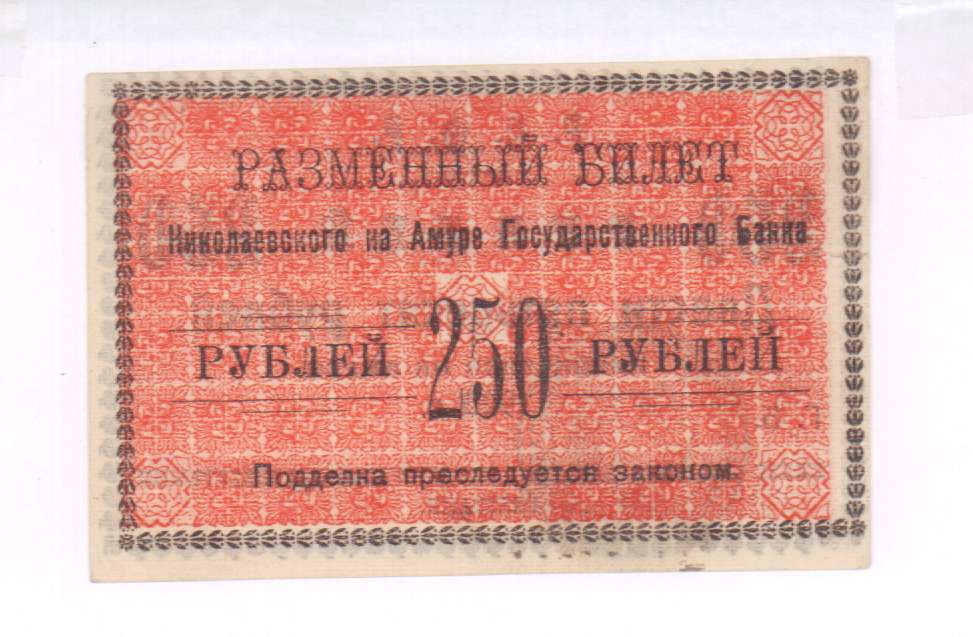 РАЗМЕННЫЙ БИЛЕТ
Николаевского на Амуре Государственного Банка
РУБЛЕЙ 250 РУБЛЕЙ
Подделка преследуется законом.